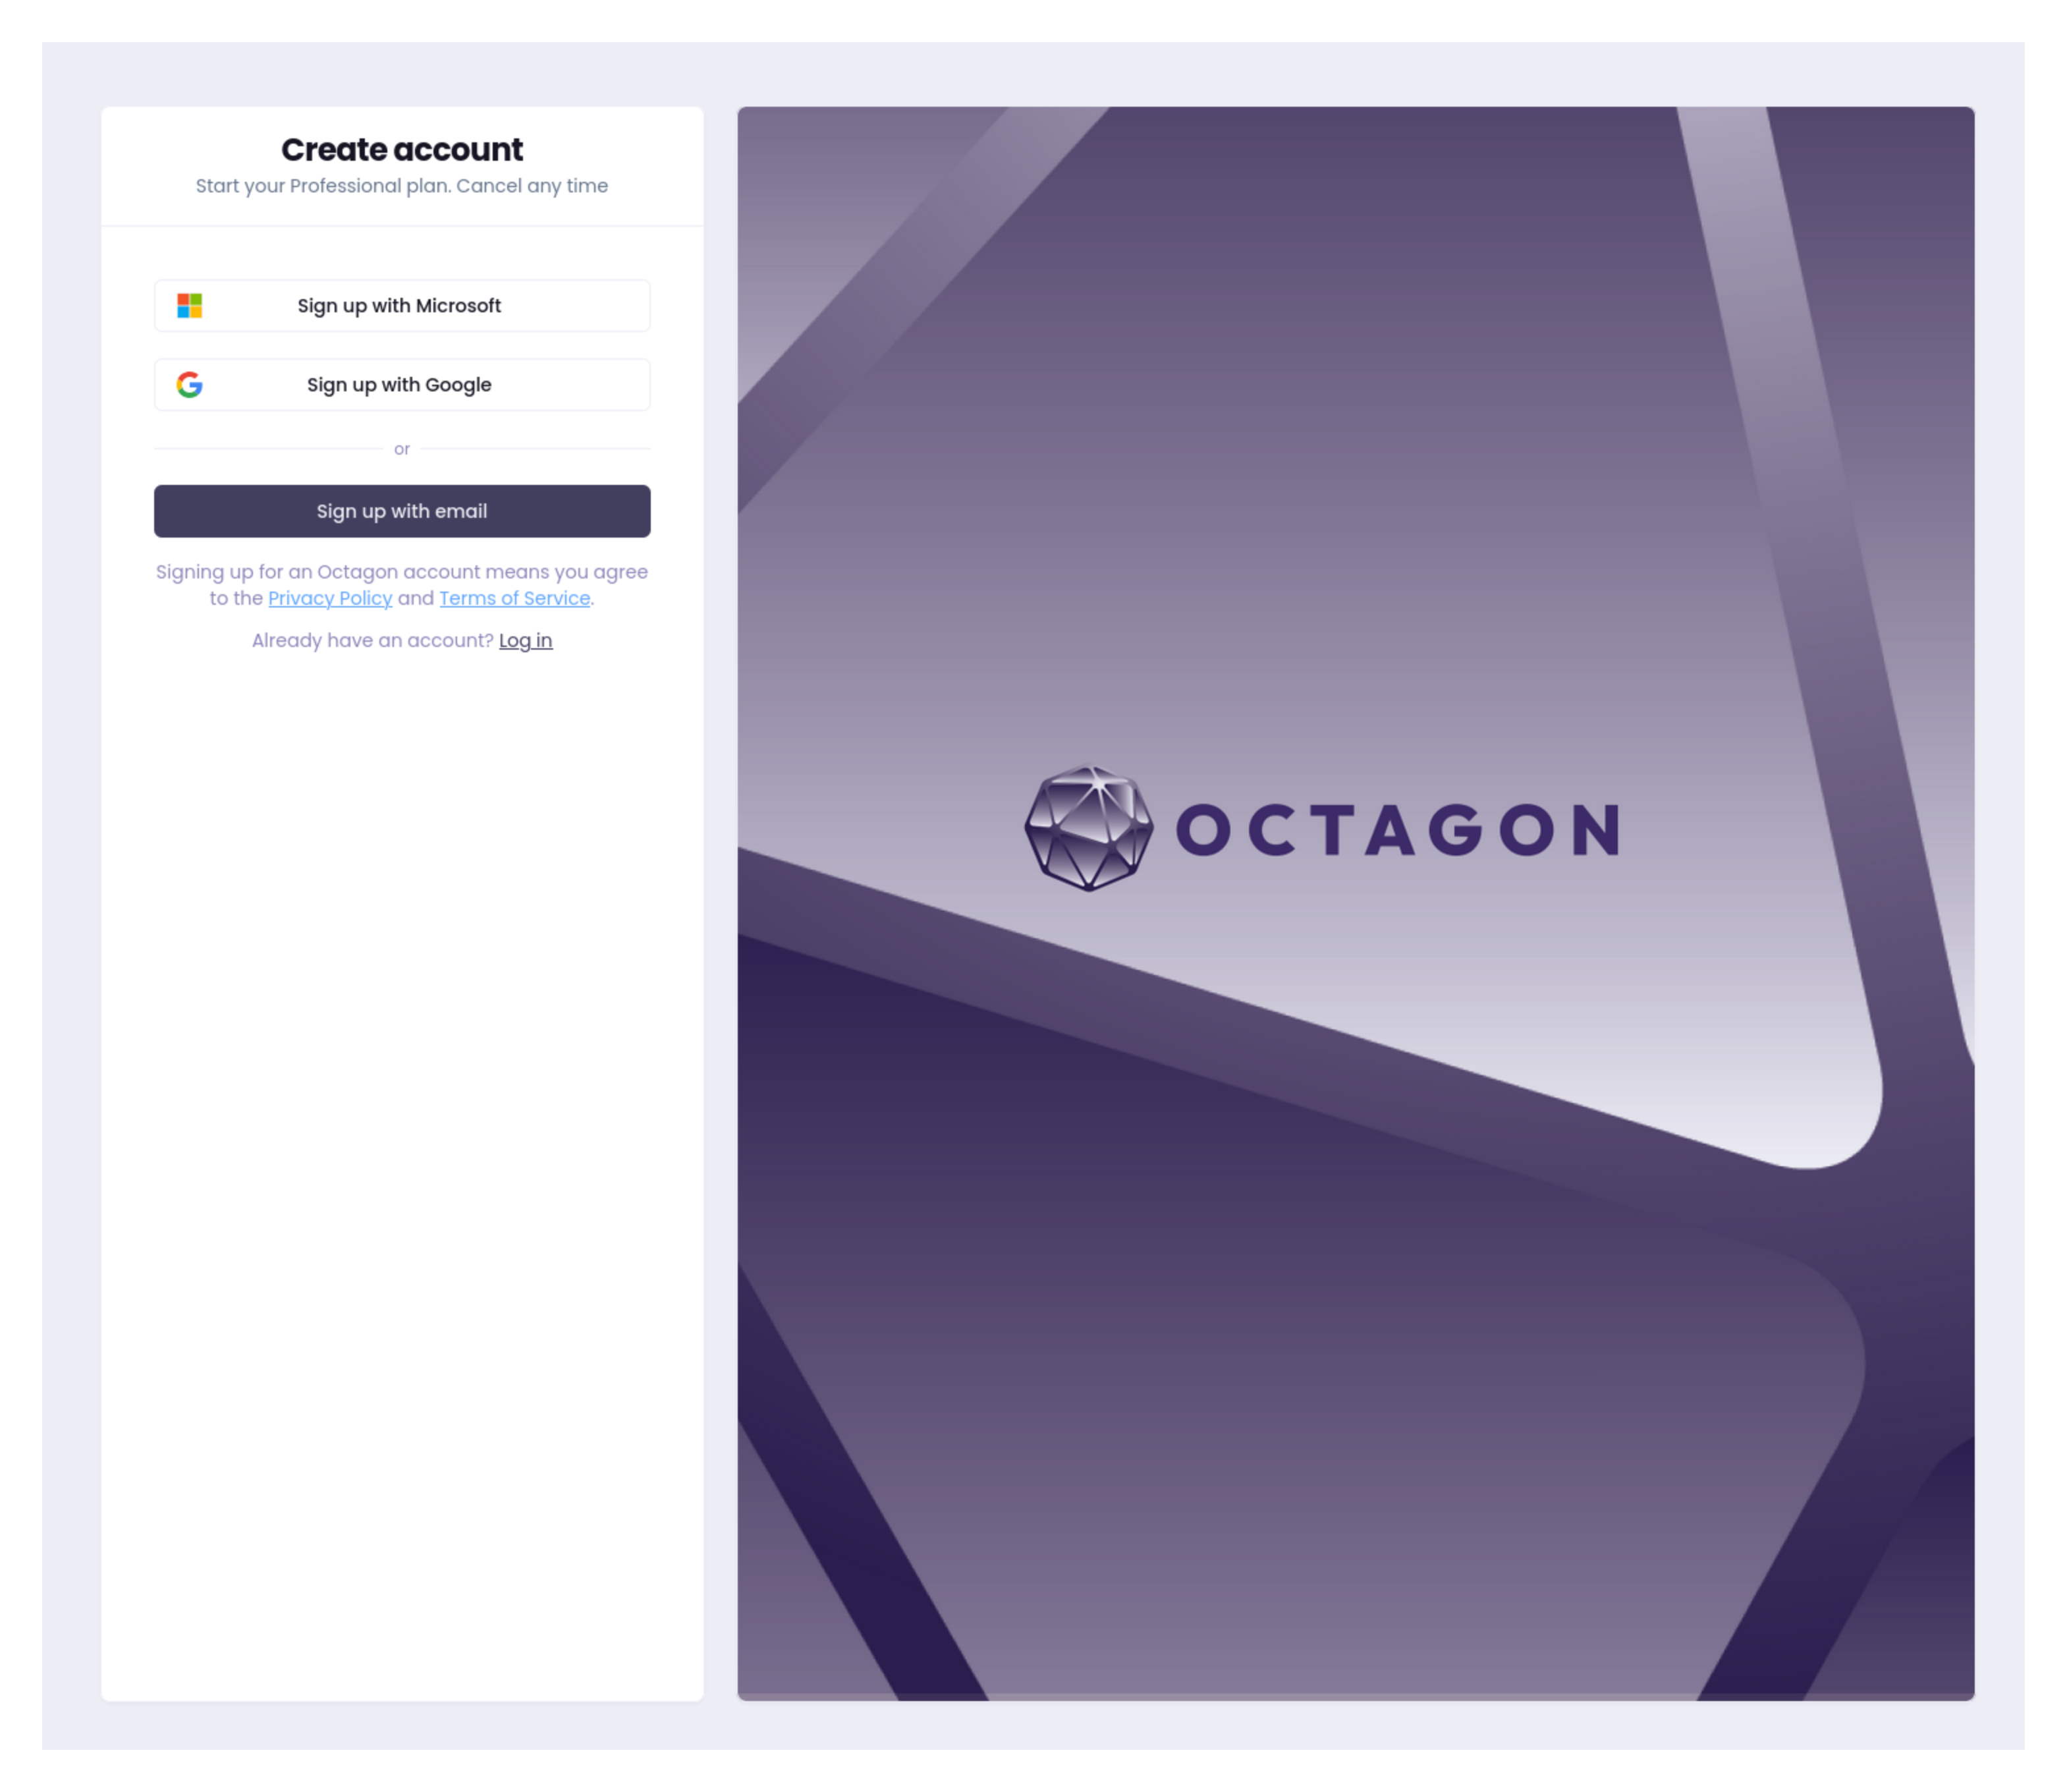 Create account
Start your Professional plan. Cancel any time
Sign up with Microsoft
Sign up with Google
or
Sign up with email
Signing up for an Octagon account means you agree
to the Privacy Policy and Terms of Service.
Already have an account? Log in
OCTAGON